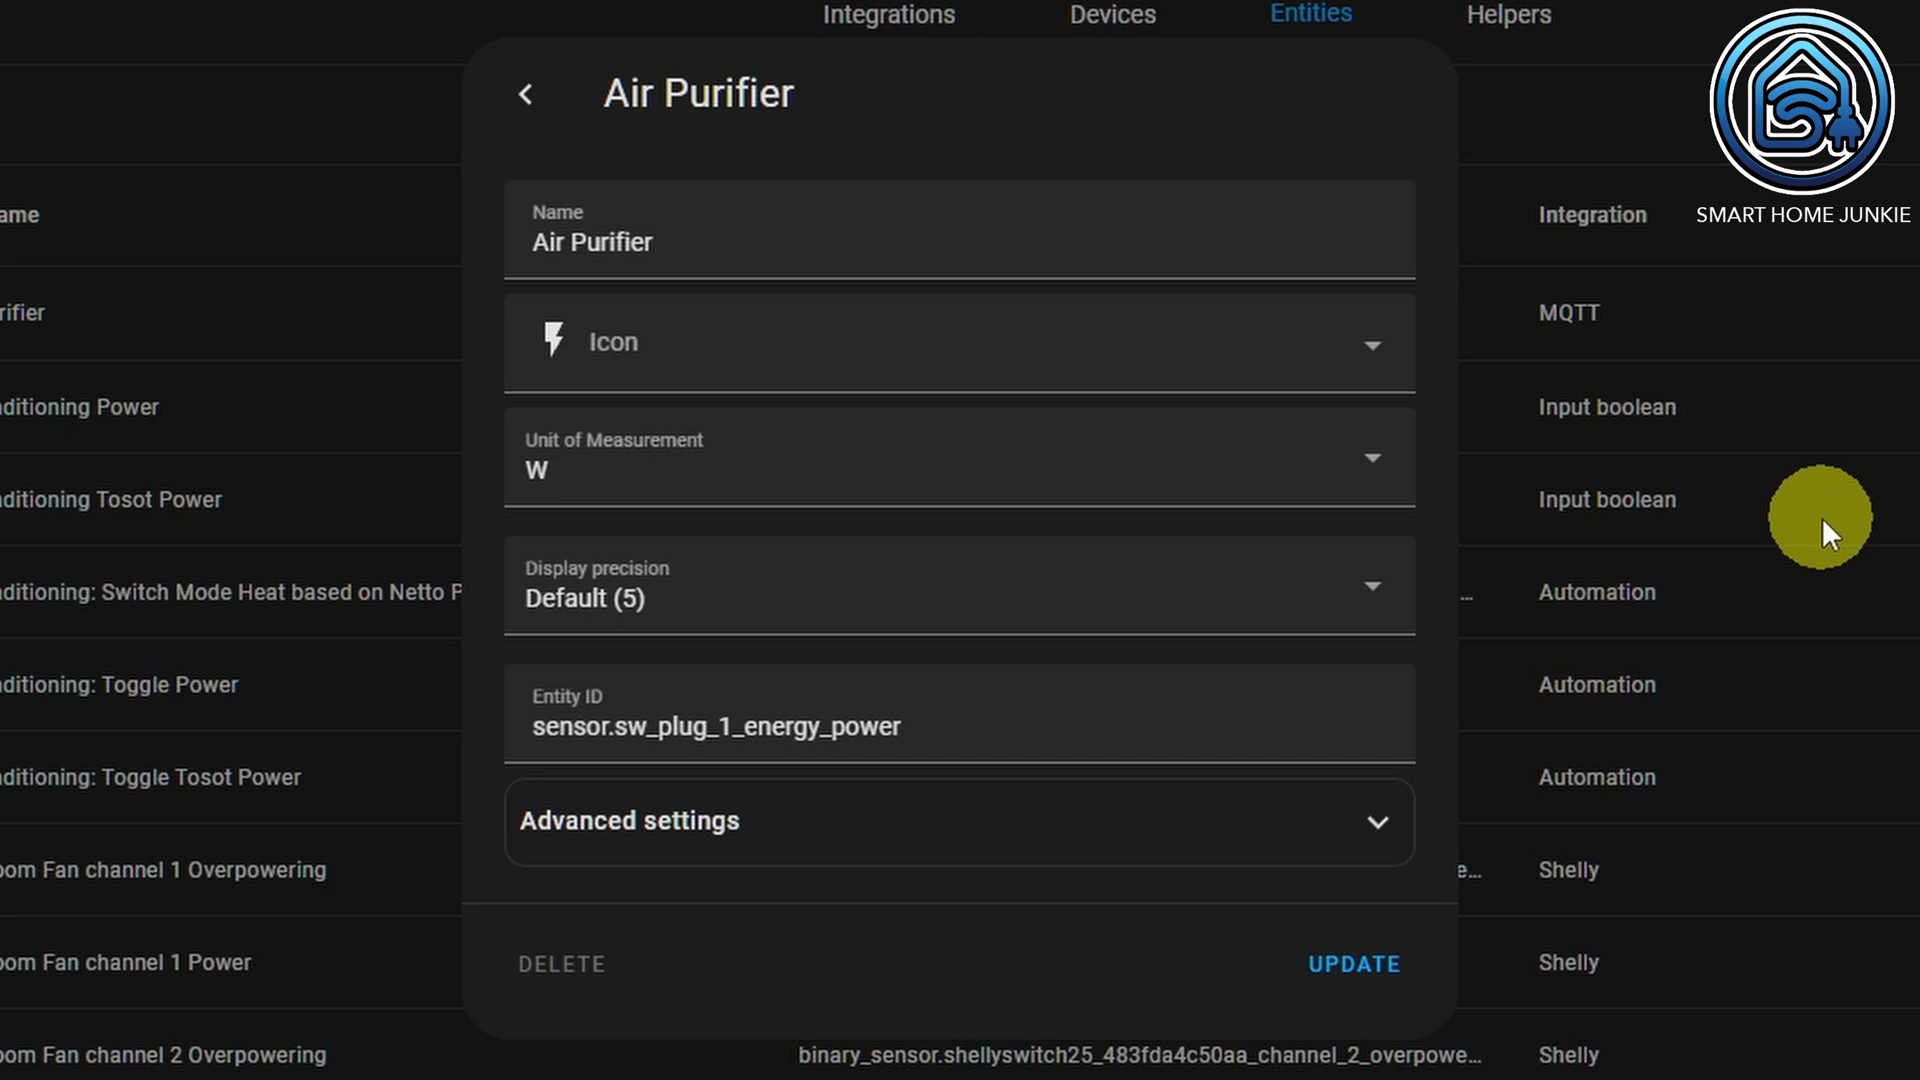 Integrations Devices Entities Helpers
Air Purifier
SMART HOME JUNKIE
Name
Air Purifier
ame
Integration
rifier
MQTT
Icon
ditioning Power
Input boolean
Unit of Measurement
W
ditioning Tosot Power
Input boolean
Display precision
Default (5)
ditioning: Switch Mode Heat based on Netto P
...
Automation
Entity ID
sensor.sw_plug_1_energy_power
ditioning: Toggle Power
Automation
ditioning: Toggle Tosot Power
Automation
Advanced settings
oom Fan channel 1 Overpowering
e...
Shelly
DELETE
UPDATE
oom Fan channel 1 Power
Shelly
oom Fan channel 2 Overpowering
binary_sensor.shellyswitch25_483fda4c50aa_channel_2_overpowe...
Shelly